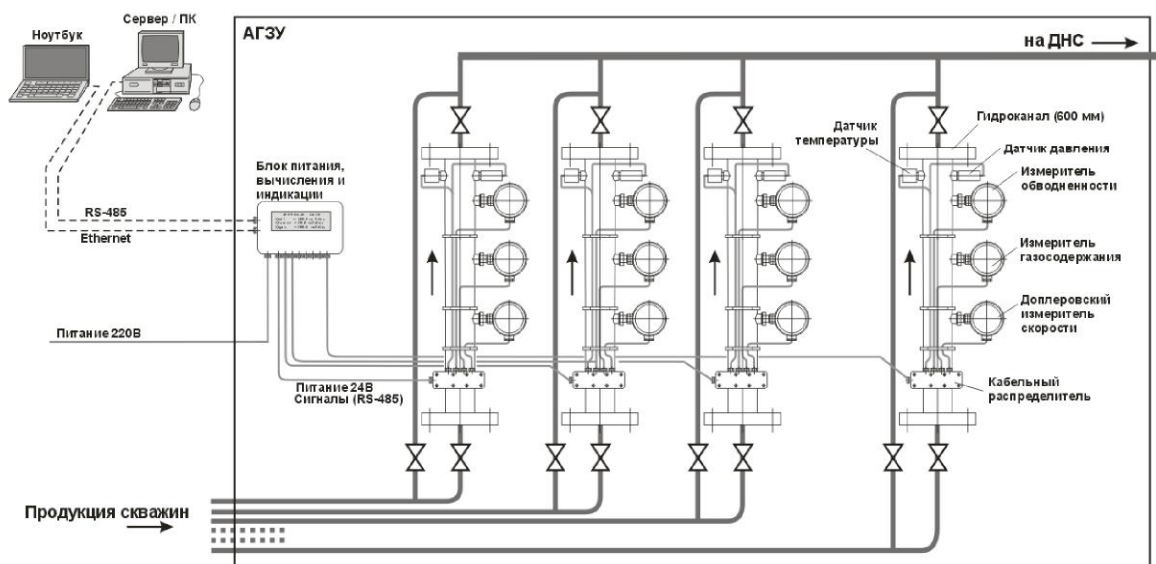 Сервер / ПК
Ноутбук
АГЗУ
на ДНС
Датчик
температуры
Гидроканал (600 мм)
Датчик давления
Измеритель
обводненности
Блок питания,
вычисления и
индикации
RS-485
Ethernet
Измеритель
газосодержания
Доплеровский
измеритель
скорости
Питание 220В
Питание 24В
Сигналы (RS-485)
Кабельный
распределитель
Продукция скважин